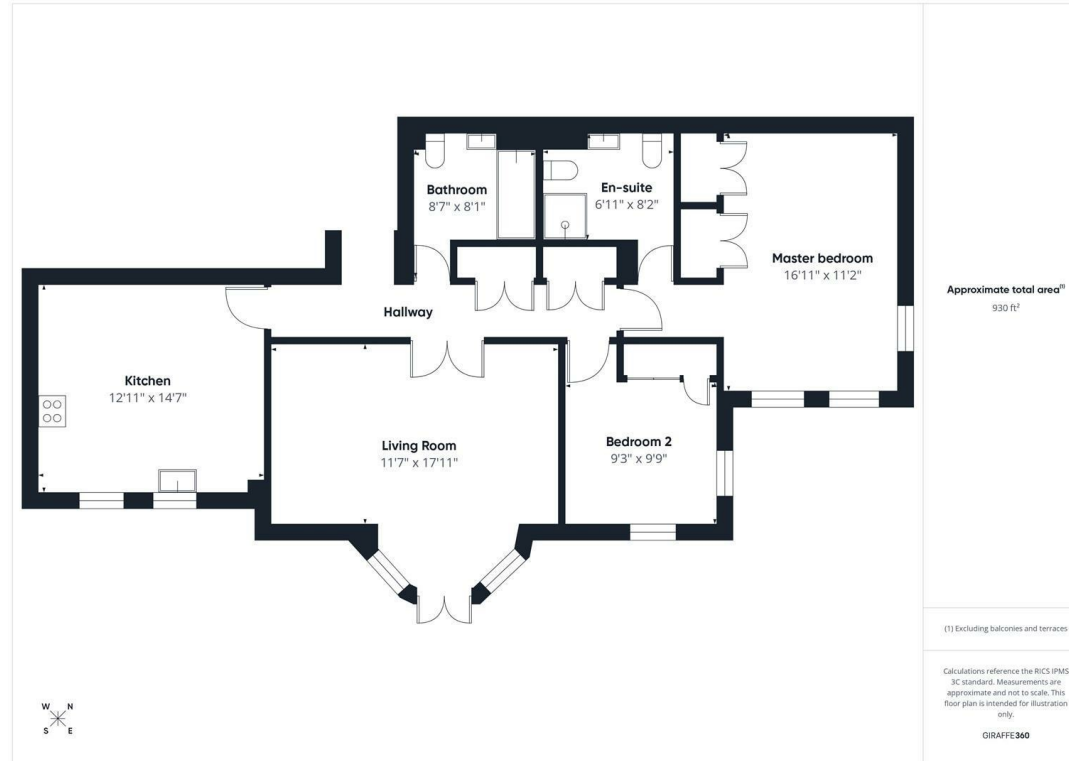 Bathroom
8'7" x 8'1"
En-suite
6'11" x 8'2"
Master bedroom
16'11" x 11'2"
Hallway
Kitchen
12'11" x 14'7"
Living Room
11'7" x 17'11"
Bedroom 2
9'3" x 9'9"
W N
S E
Approximate total area(1)
930 ft²
(1) Excluding balconies and terraces
Calculations reference the RICS IPMS
3C standard. Measurements are
approximate and not to scale. This
floor plan is intended for illustration
only.
GIRAFFE360